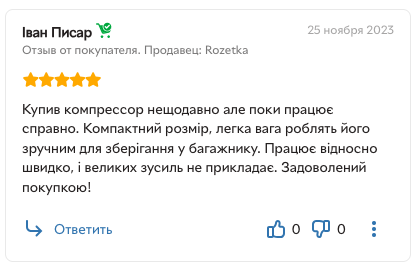 Іван Писар
25 ноября 2023
Отзыв от покупателя. Продавец: Rozetka
Купив компрессор нещодавно але поки працює
справно. Компактний розмір, легка вага роблять його
зручним для зберігання у багажнику. Працює відносно
швидко, і великих зусиль не прикладає. Задоволений
покупкою!
Ответить
0
0